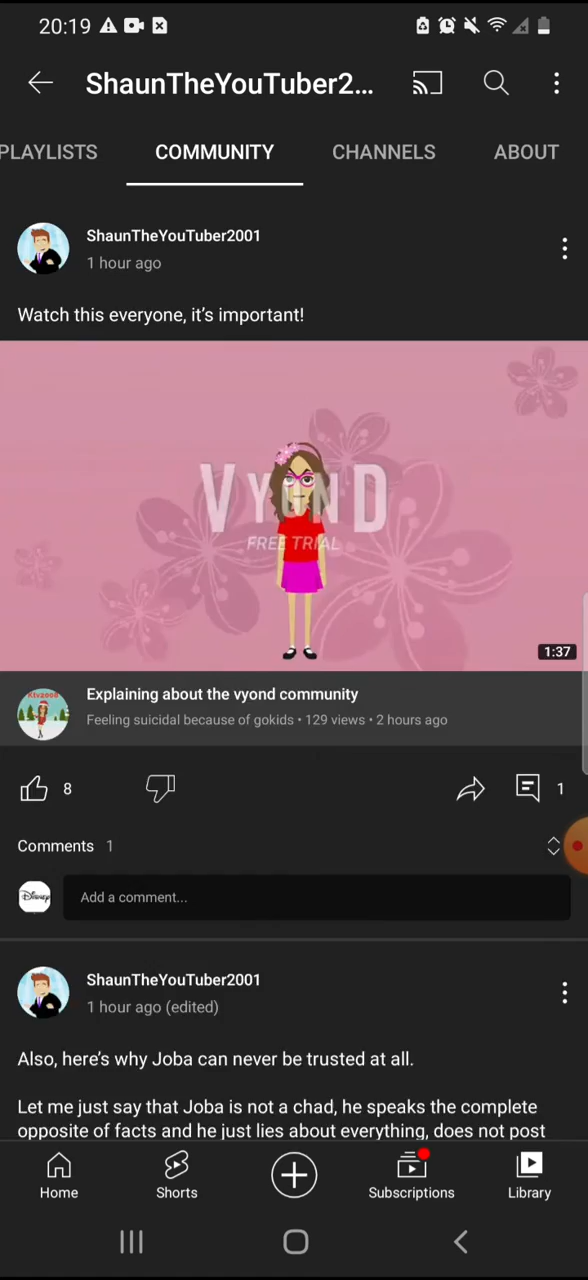 20:19
ShaunTheYouTuber2...
PLAYLISTS COMMUNITY CHANNELS ABOUT
ShaunTheYouTuber2001
1 hour ago
Watch this everyone, it’s important!
VYOND
FREE TRIAL
1:37
Ktva2008
Explaining about the vyond community
Feeling suicidal because of gokids • 129 views • 2 hours ago
8 1
Comments 1
Disney
Add a comment...
ShaunTheYouTuber2001
1 hour ago (edited)
Also, here’s why Joba can never be trusted at all.
Let me just say that Joba is not a chad, he speaks the complete
opposite of facts and he just lies about everything, does not post
Home Shorts Subscriptions Library